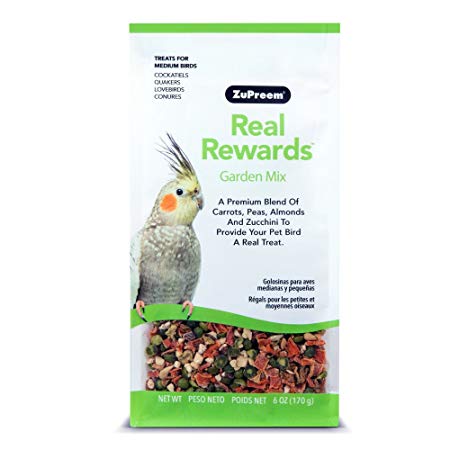 TREATS FOR
MEDIUM BIRDS
COCKATIELS
QUAKERS
LOVEBIRDS
CONURES
ZuPreem®
Real
Rewards™
Garden Mix
A Premium Blend Of
Carrots, Peas, Almonds
And Zucchini To
Provide Your Pet Bird
A Real Treat.
Golosinas para aves
medianas y pequeñas
Régals pour les petites et
moyennes oiseaux
NET WT PESO NETO POIDS NET 6 OZ (170 g)